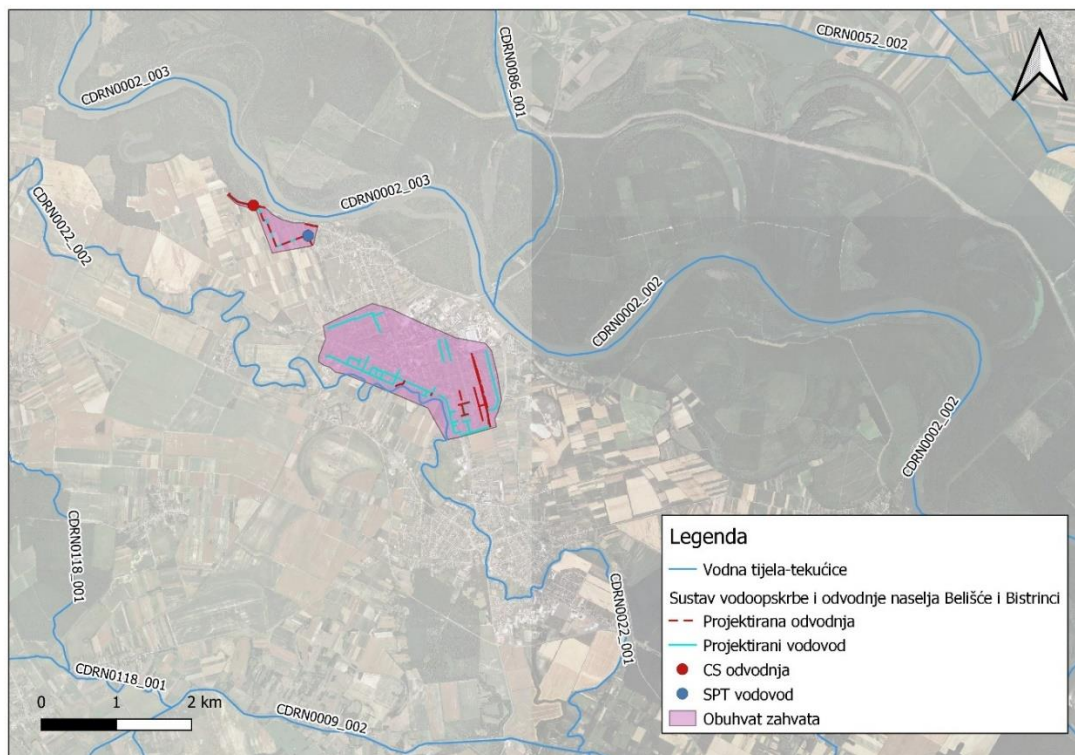 CDRN0052_002
CDRN0002_003
CDRN0086_001
CDRN0002_003
CDRN0022_002
CDRN0002_002
CDRN0002_002
CDRN0118_001
CDRN0022_001
CDRN0118_001
CDRN0009_002
0 1 2 km
Legenda
Vodna tijela-tekućice
Sustav vodoopskrbe i odvodnje naselja Belišće i Bistrinci
Projektirana odvodnja
Projektirani vodovod
CS odvodnja
SPT vodovod
Obuhvat zahvata